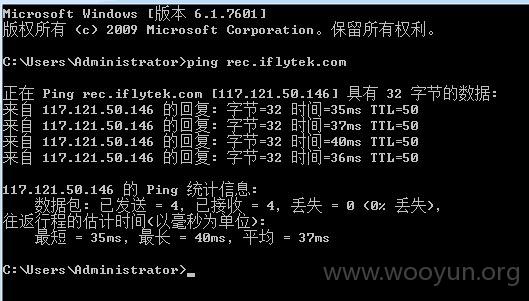 Microsoft Windows [版本 6.1.7601]
版权所有 (c) 2009 Microsoft Corporation。保留所有权利。
C:\Users\Administrator>ping rec.iflytek.com
正在 Ping rec.iflytek.com [117.121.50.146] 具有 32 字节的数据:
来自 117.121.50.146 的回复: 字节=32 时间=35ms TTL=50
来自 117.121.50.146 的回复: 字节=32 时间=37ms TTL=50
来自 117.121.50.146 的回复: 字节=32 时间=40ms TTL=50
来自 117.121.50.146 的回复: 字节=32 时间=36ms TTL=50
117.121.50.146 的 Ping 统计信息:
数据包: 已发送 = 4，已接收 = 4，丢失 = 0 (0% 丢失)，
往返行程的估计时间(以毫秒为单位):
最短 = 35ms，最长 = 40ms，平均 = 37ms
C:\Users\Administrator>_
www.wooyun.org